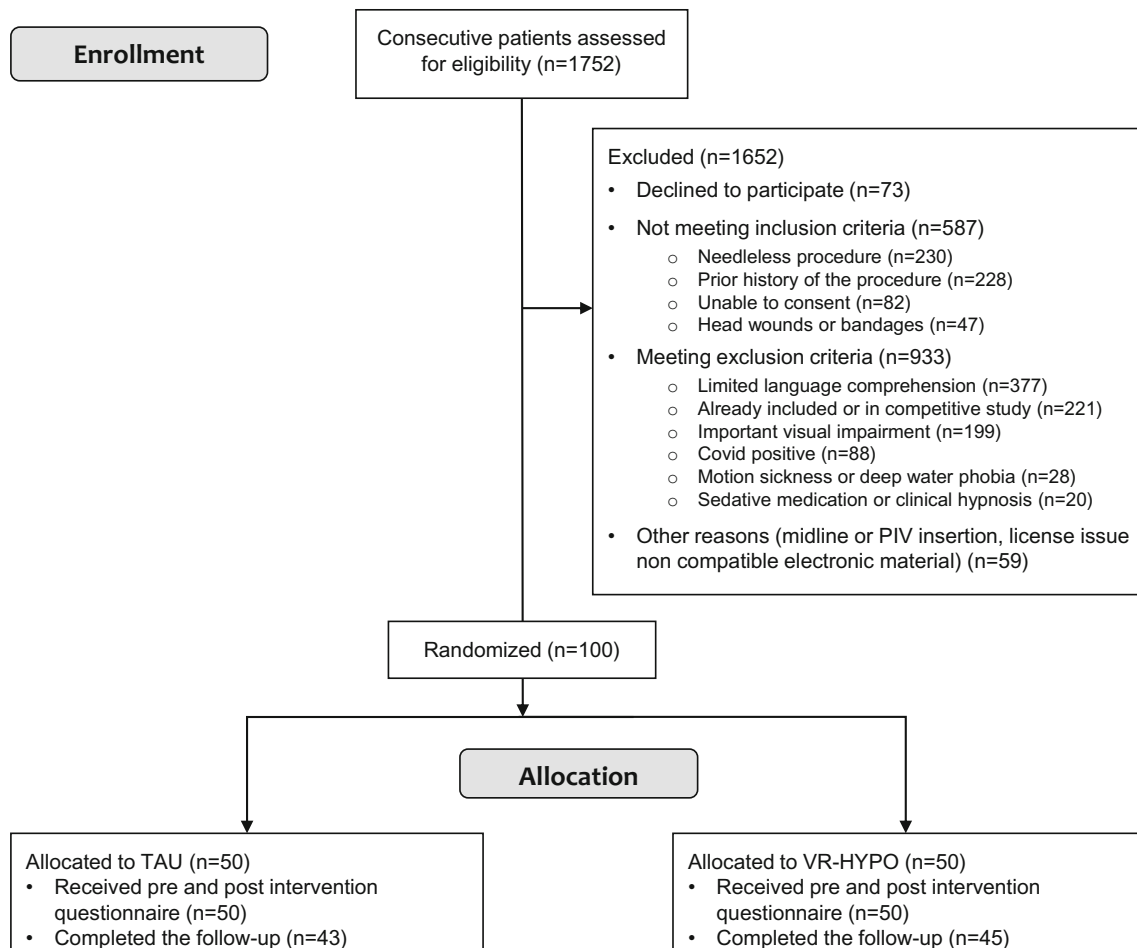 Enrollment
Consecutive patients assessed
for eligibility (n=1752)
Excluded (n=1652)
• Declined to participate (n=73)
• Not meeting inclusion criteria (n=587)
○ Needleless procedure (n=230)
○ Prior history of the procedure (n=228)
○ Unable to consent (n=82)
○ Head wounds or bandages (n=47)
• Meeting exclusion criteria (n=933)
○ Limited language comprehension (n=377)
○ Already included or in competitive study (n=221)
○ Important visual impairment (n=199)
○ Covid positive (n=88)
○ Motion sickness or deep water phobia (n=28)
○ Sedative medication or clinical hypnosis (n=20)
• Other reasons (midline or PIV insertion, license issue
non compatible electronic material) (n=59)
Randomized (n=100)
Allocation
Allocated to TAU (n=50)
• Received pre and post intervention
questionnaire (n=50)
• Completed the follow-up (n=43)
Allocated to VR-HYPO (n=50)
• Received pre and post intervention
questionnaire (n=50)
• Completed the follow-up (n=45)